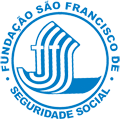 FUNDAÇÃO SÃO FRANCISCO DE
SEGURIDADE SOCIAL